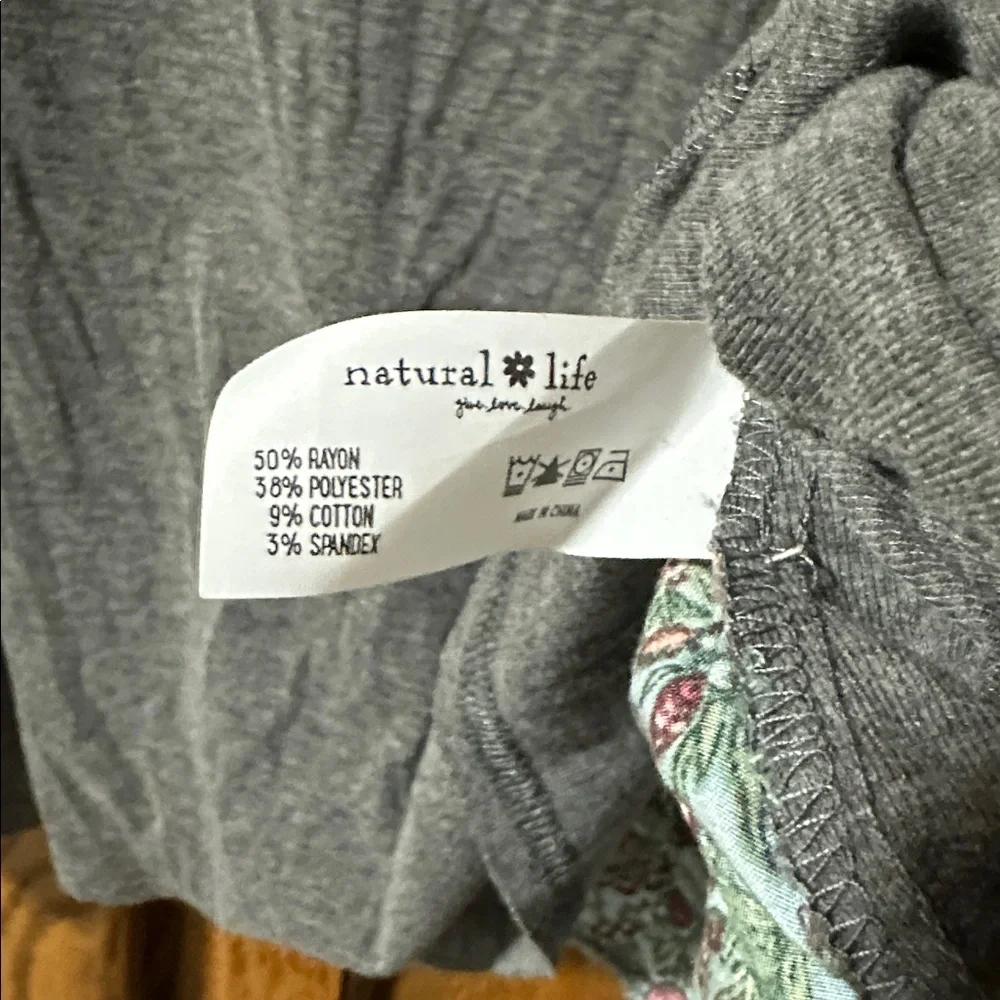 natural life
give. love. laugh.
50% RAYON
38% POLYESTER
9% COTTON
3% SPANDEX
MADE IN CHINA